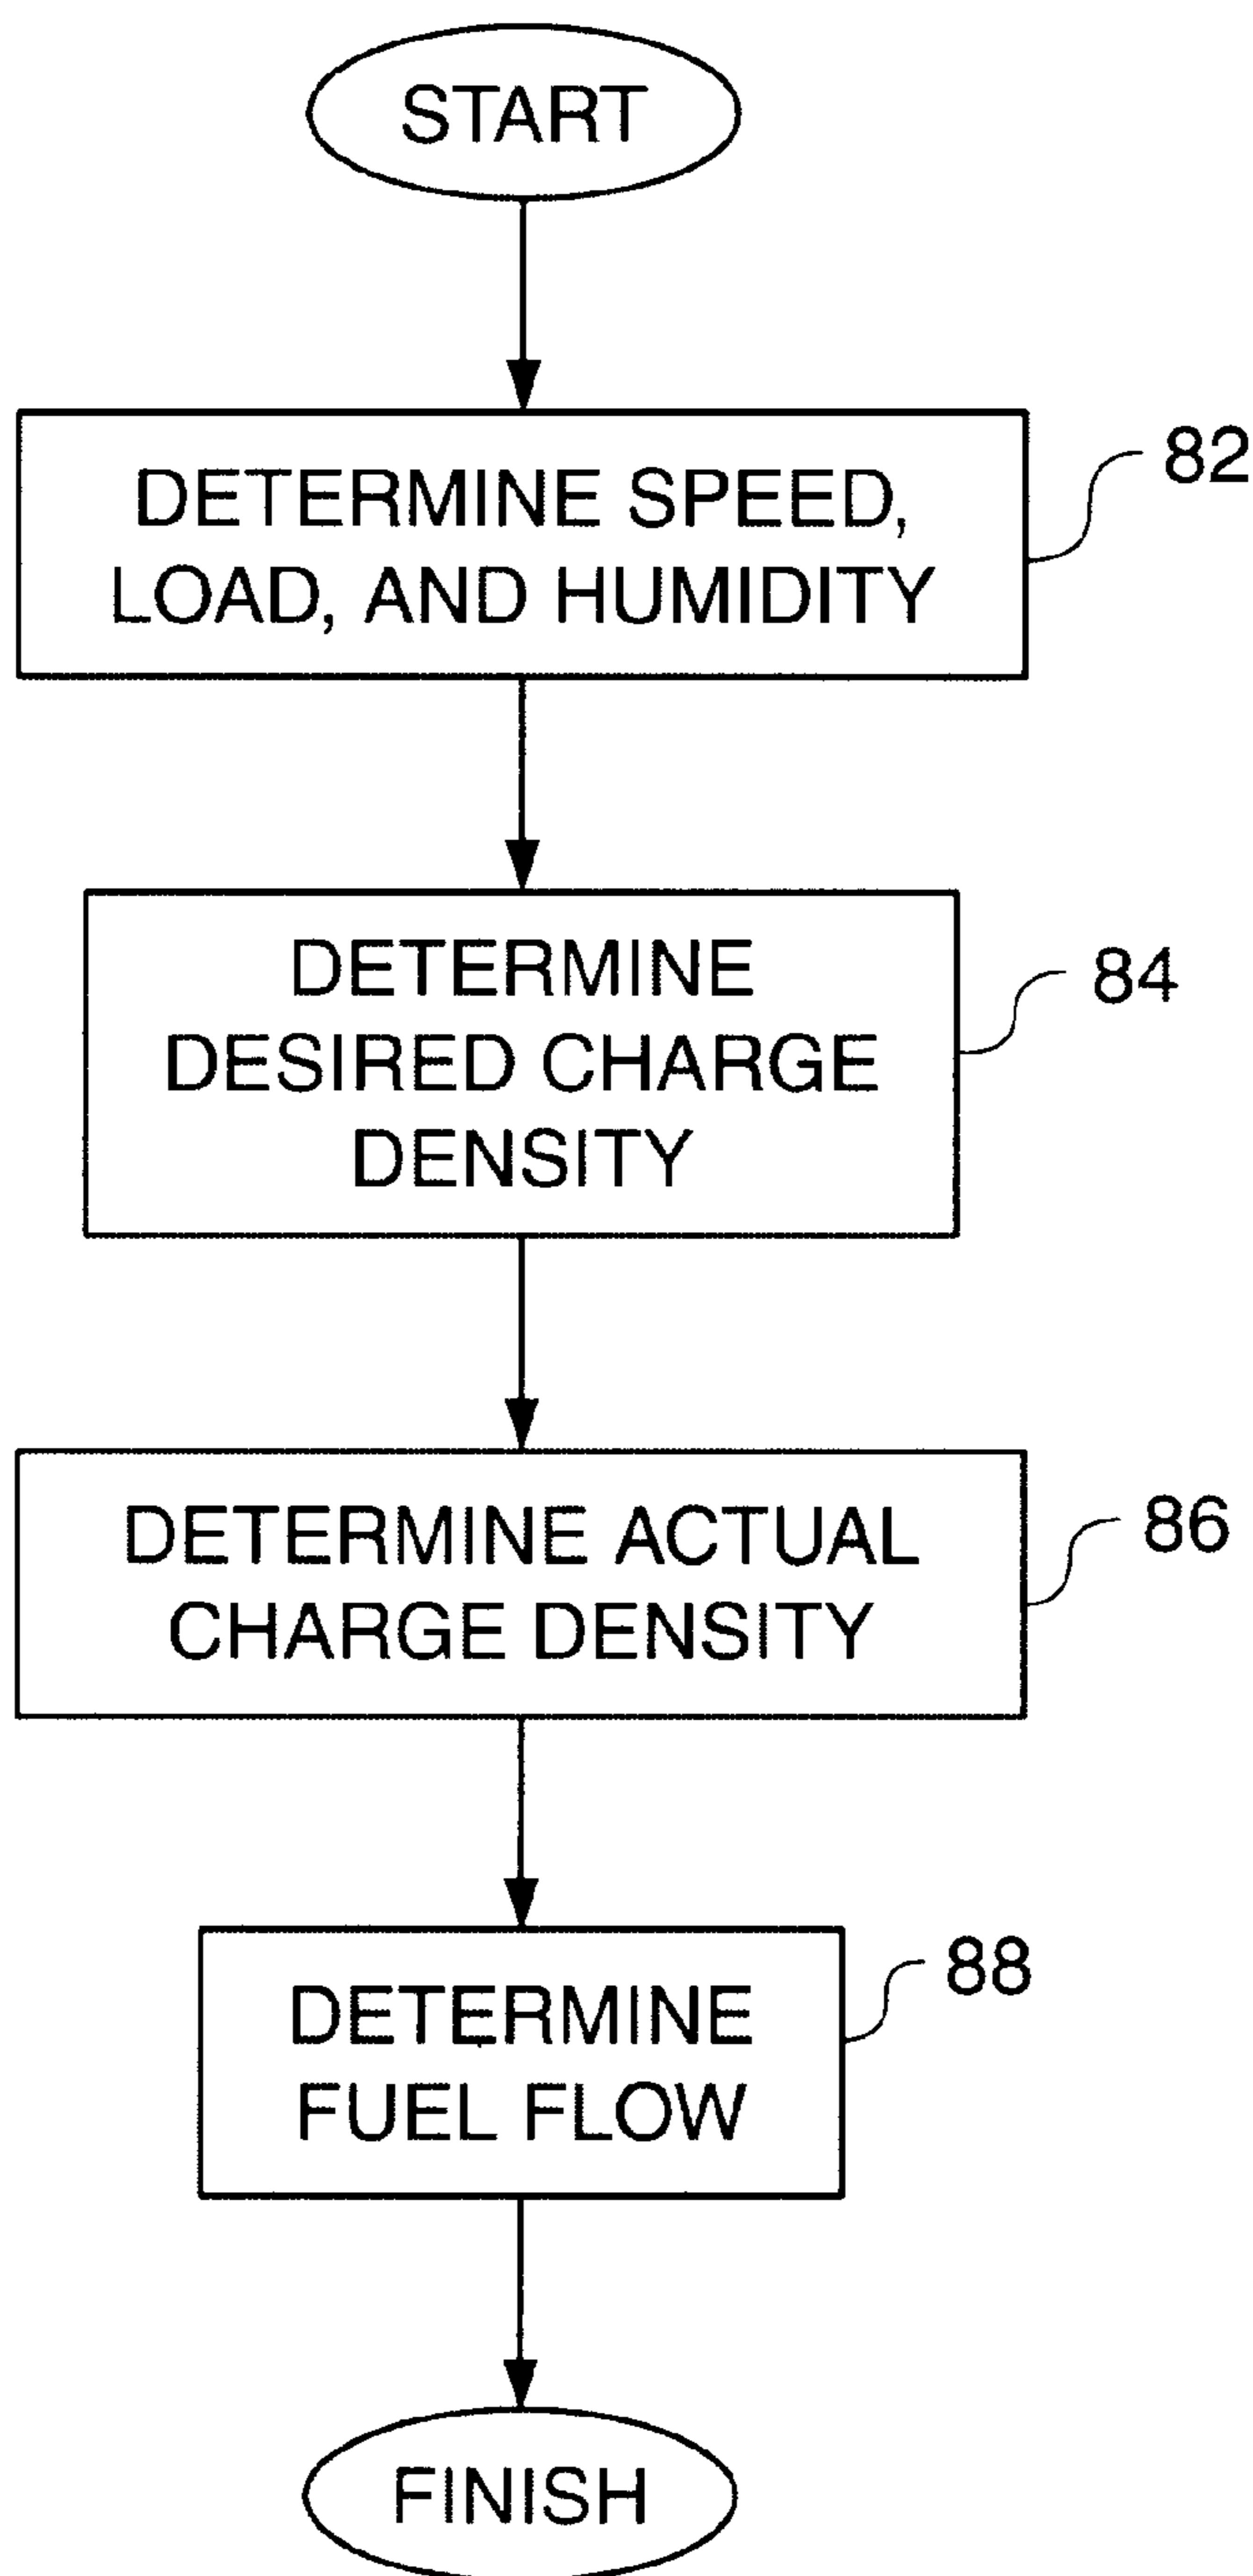 START
DETERMINE SPEED,
LOAD, AND HUMIDITY
82
DETERMINE
DESIRED CHARGE
DENSITY
84
DETERMINE ACTUAL
CHARGE DENSITY
86
DETERMINE
FUEL FLOW
88
FINISH